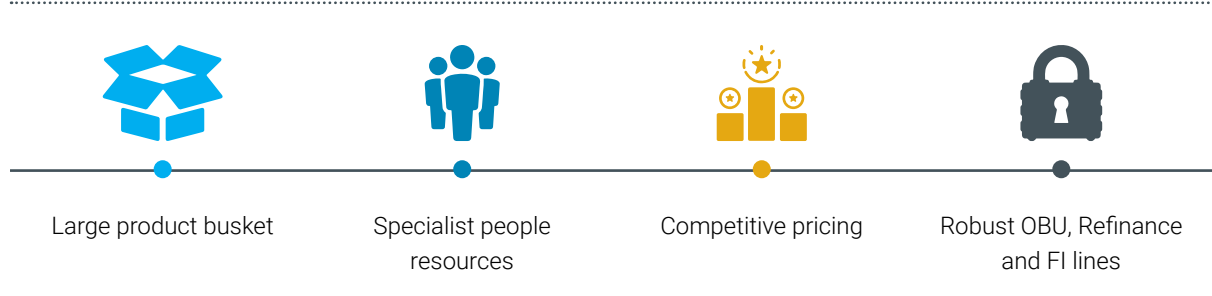 Large product busket
Specialist people
resources
Competitive pricing
Robust OBU, Refinance
and FI lines